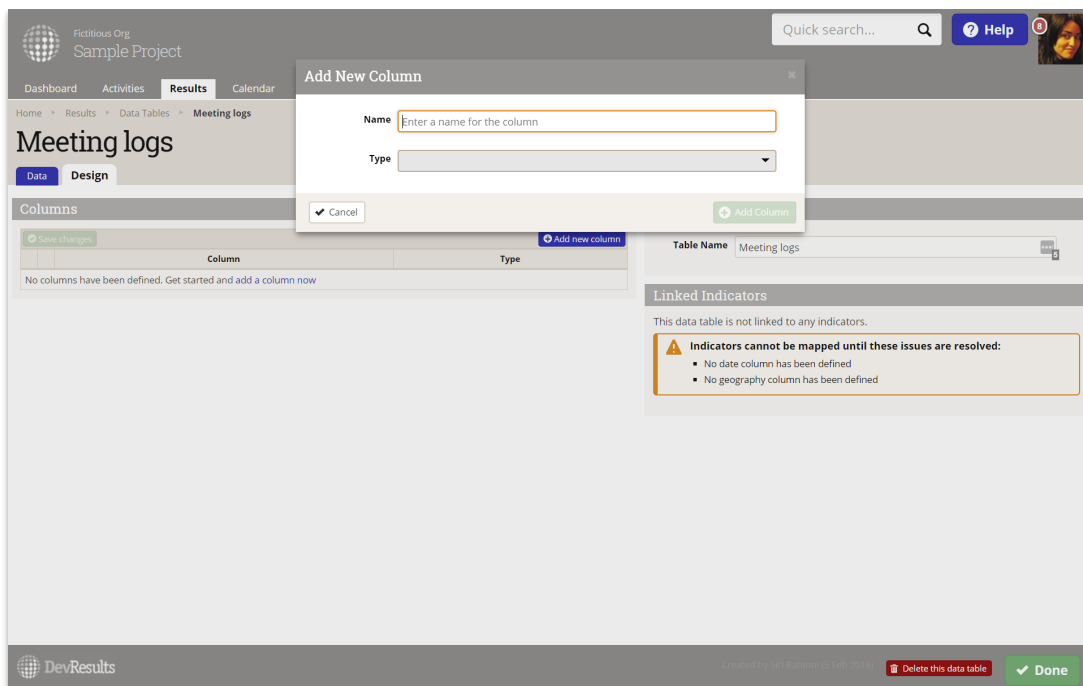 Fictitious Org
Sample Project
Quick search...
Help
8
Dashboard Activities Results Calendar
Home Results Data Tables Meeting logs
Meeting logs
Data Design
Add New Column
Name Enter a name for the column
Type
Cancel Add Column
Columns
Save changes Add new column
Column Type
No columns have been defined. Get started and add a column now
Table Name Meeting logs
5
Linked Indicators
This data table is not linked to any indicators.
Indicators cannot be mapped until these issues are resolved:
No date column has been defined
No geography column has been defined
DevResults
Delete this data table
Done